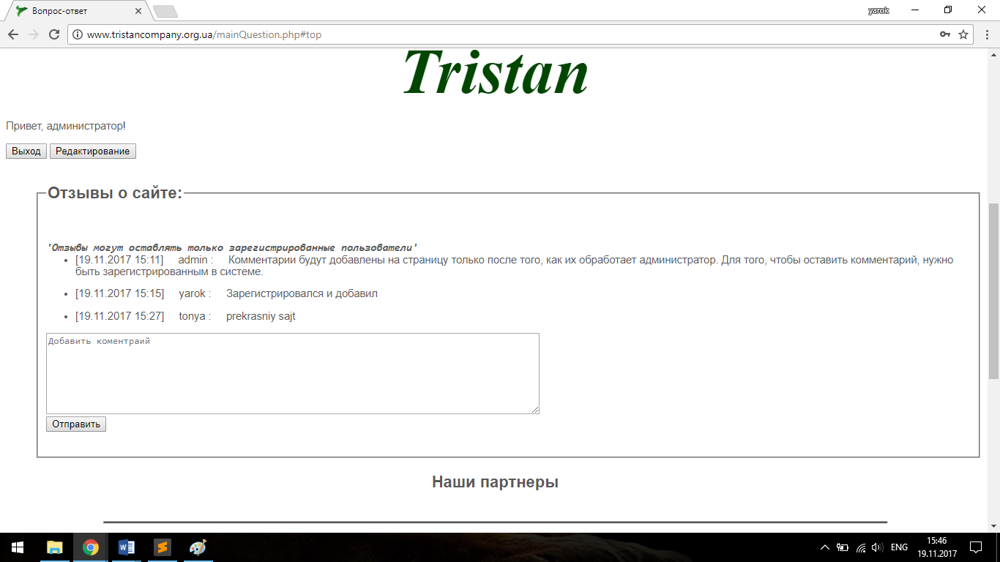 Вопрос-ответ
yarok
www.tristancompany.org.ua/mainQuestion.php#top
Tristan
Привет, администратор!
Выход Редактирование
Отзывы о сайте:
'Отзывы могут оставлять только зарегистрированные пользователи'
• [19.11.2017 15:11] admin : Комментарии будут добавлены на страницу только после того, как их обработает администратор. Для того, чтобы оставить комментарий, нужно
быть зарегистрированным в системе.
• [19.11.2017 15:15] yarok : Зарегистрировался и добавил
• [19.11.2017 15:27] tonya : prekrasniy sajt
Добавить коментраий
Отправить
Наши партнеры
ENG
15:46
19.11.2017